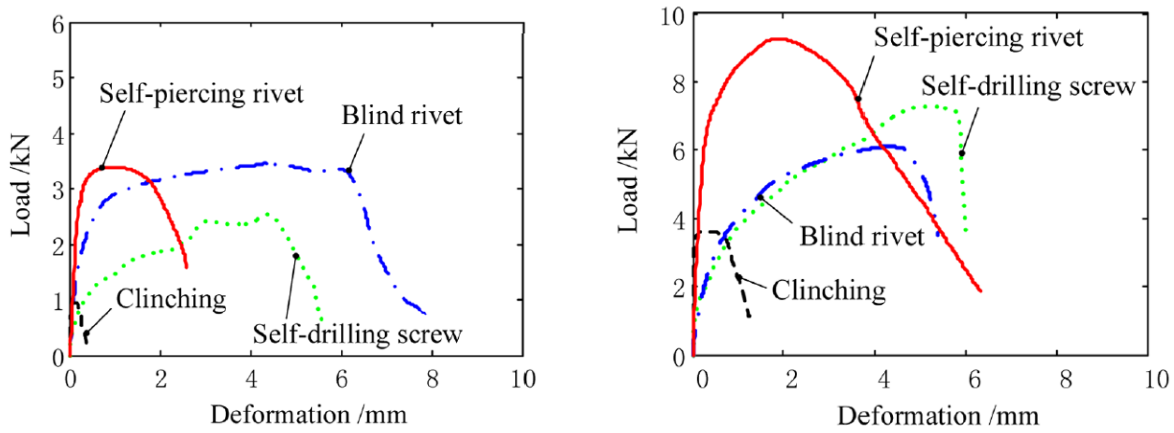 6
5
4
3
2
1
0
Load /kN
Self-piercing rivet
Blind rivet
Clinching
Self-drilling screw
0 2 4 6 8 10
Deformation /mm
10
8
6
4
2
0
Load /kN
Self-piercing rivet
Self-drilling screw
Blind rivet
Clinching
0 2 4 6 8 10
Deformation /mm